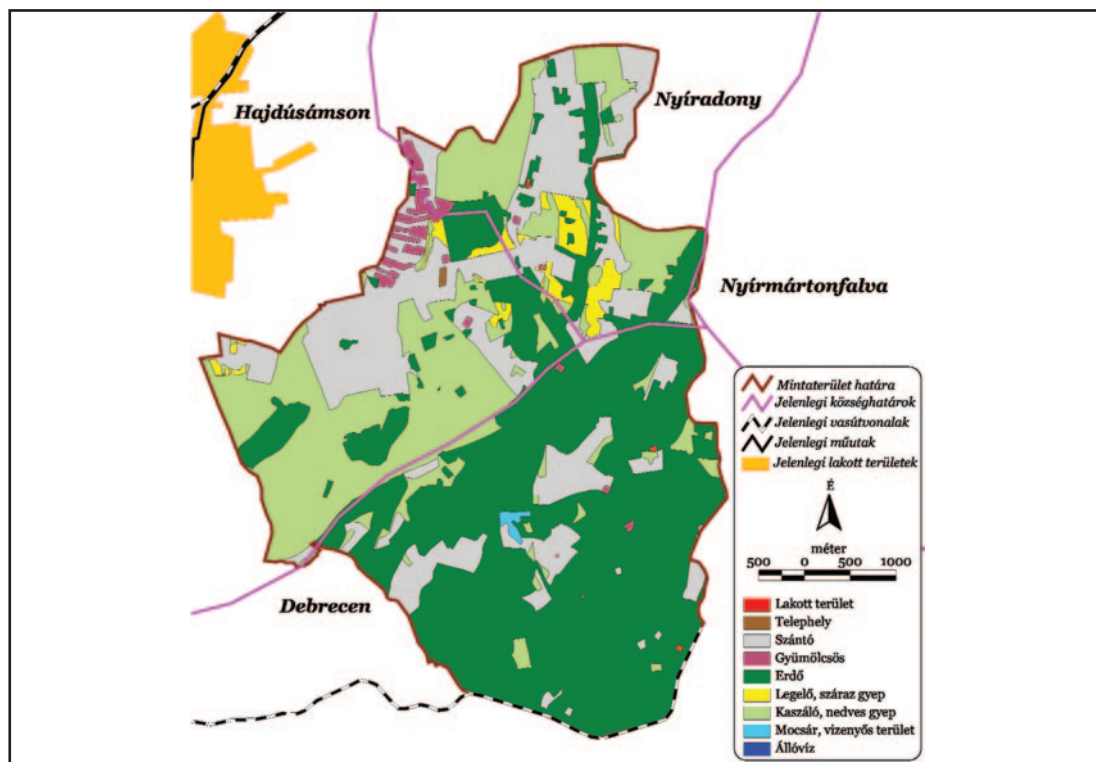 Hajdúsámson
Nyíradony
Nyírmártonfalva
Debrecen
Mintaterület határa
Jelenlegi községhatárok
Jelenlegi vasútvonalak
Jelenlegi műutak
Jelenlegi lakott területek
É
méter
500 0 500 1000
Lakott terület
Telephely
Szántó
Gyümölcsös
Erdő
Legelő, száraz gyep
Kaszáló, nedves gyep
Mocsár, vizenyős terület
Állóvíz